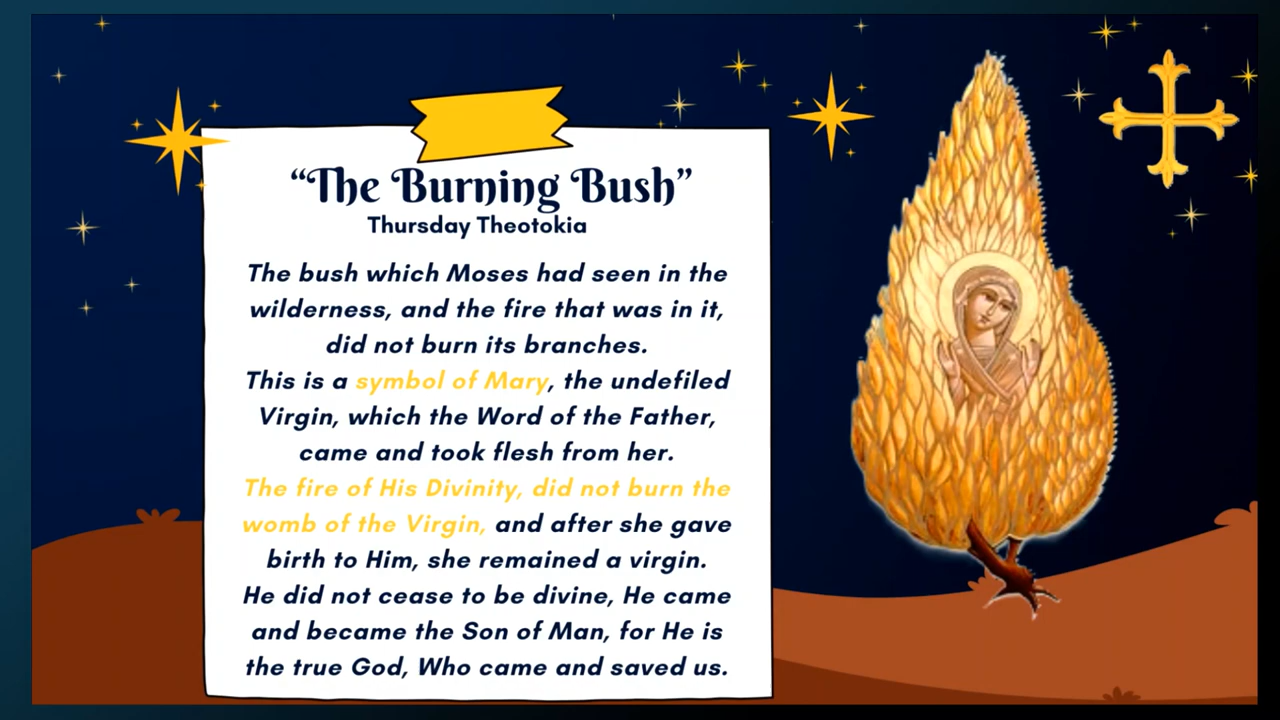 “The Burning Bush”
Thursday Theotokia
The bush which Moses had seen in the
wilderness, and the fire that was in it,
did not burn its branches.
This is a symbol of Mary, the undefiled
Virgin, which the Word of the Father,
came and took flesh from her.
The fire of His Divinity, did not burn the
womb of the Virgin, and after she gave
birth to Him, she remained a virgin.
He did not cease to be divine, He came
and became the Son of Man, for He is
the true God, Who came and saved us.